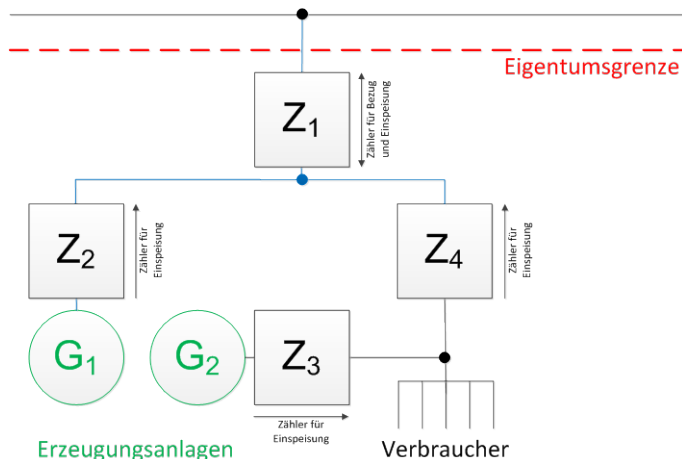 Eigentumsgrenze
Z1
Zähler für Bezug
und Einspeisung
Z2
Zähler für
Einspeisung
Z4
Zähler für
Einspeisung
G1
G2
Z3
Zähler für
Einspeisung
Erzeugungsanlagen
Verbraucher